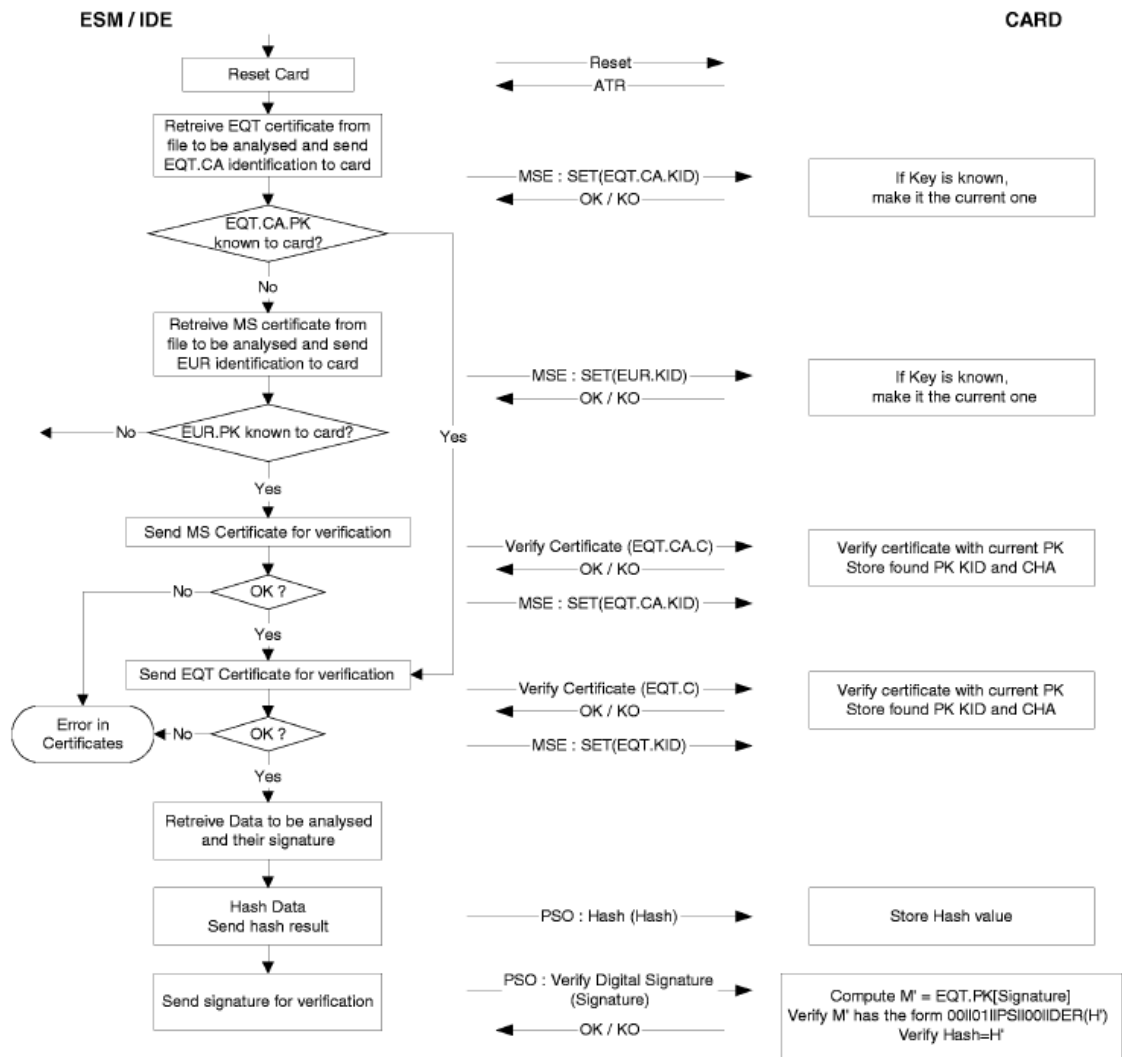 ESM / IDE
CARD
Reset Card
Reset
ATR
Retreive EQT certificate from
file to be analysed and send
EQT.CA identification to card
MSE : SET(EQT.CA.KID)
OK / KO
If Key is known,
make it the current one
EQT.CA.PK
known to card?
No
Retreive MS certificate from
file to be analysed and send
EUR identification to card
MSE : SET(EUR.KID)
OK / KO
If Key is known,
make it the current one
No
EUR.PK known to card?
Yes
Yes
Send MS Certificate for verification
Verify Certificate (EQT.CA.C)
OK / KO
Verify certificate with current PK
Store found PK KID and CHA
No
OK ?
MSE : SET(EQT.CA.KID)
Yes
Send EQT Certificate for verification
Verify Certificate (EQT.C)
OK / KO
Verify certificate with current PK
Store found PK KID and CHA
Error in
Certificates
No
OK ?
MSE : SET(EQT.KID)
Yes
Retreive Data to be analysed
and their signature
Hash Data
Send hash result
PSO : Hash (Hash)
Store Hash value
Send signature for verification
PSO : Verify Digital Signature
(Signature)
OK / KO
Compute M' = EQT.PK[Signature]
Verify M' has the form 00||01||PS||00||DER(H')
Verify Hash=H'